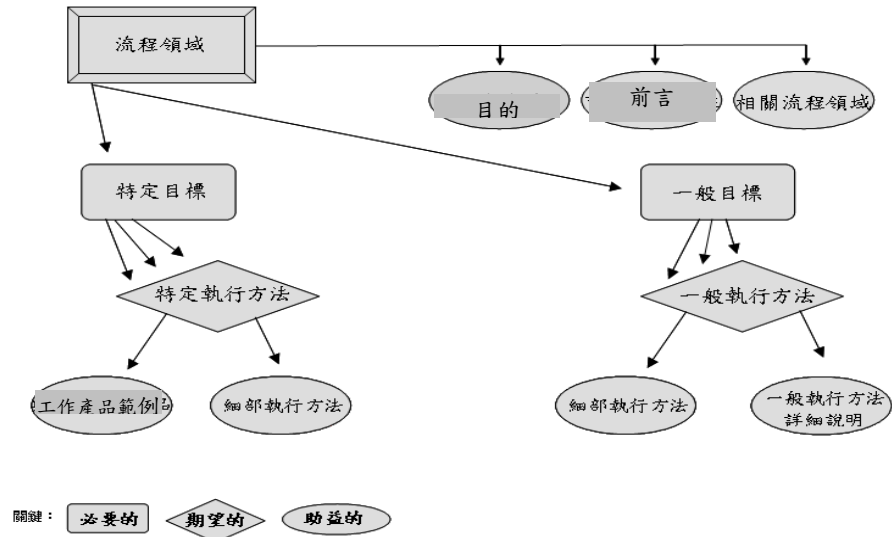 流程領域
目的
前言
相關流程領域
特定目標
一般目標
特定執行方法
一般執行方法
工作產品範例
細部執行方法
細部執行方法
一般執行方法
詳細說明
關鍵：
必要的
期望的
助益的